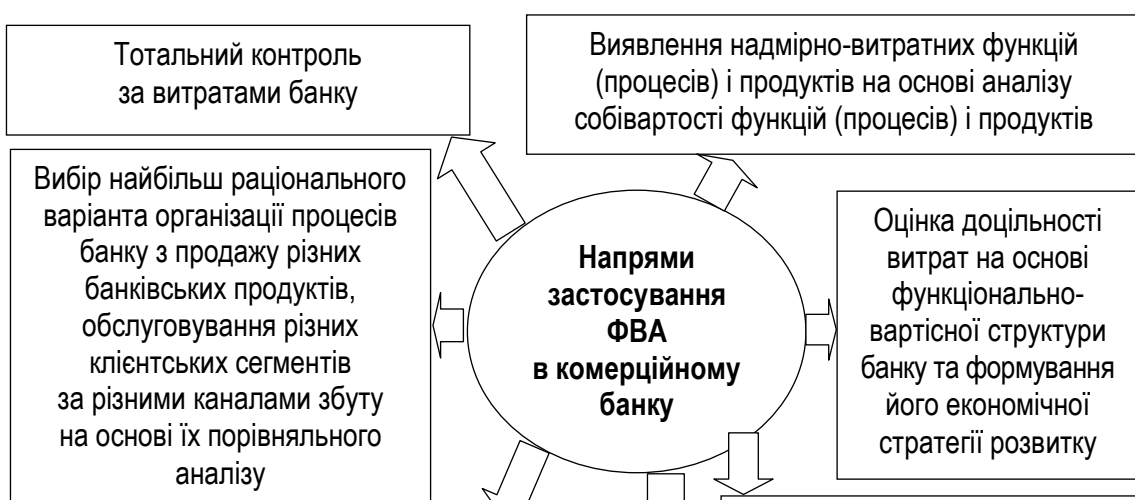 Тотальний контроль
за витратами банку
Виявлення надмірно-витратних функцій
(процесів) і продуктів на основі аналізу
собівартості функцій (процесів) і продуктів
Вибір найбільш раціонального
варіанта організації процесів
банку з продажу різних
банківських продуктів,
обслуговування різних
клієнтських сегментів
за різними каналами збуту
на основі їх порівняльного
аналізу
Напрями
застосування
ФВА
в комерційному
банку
Оцінка доцільності
витрат на основі
функціонально-
вартісної структури
банку та формування
його економічної
стратегії розвитку